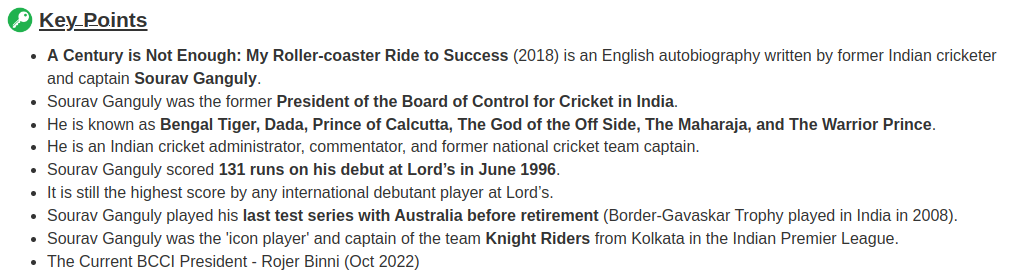 Key Points
A Century is Not Enough: My Roller-coaster Ride to Success (2018) is an English autobiography written by former Indian cricketer
and captain Sourav Ganguly.
Sourav Ganguly was the former President of the Board of Control for Cricket in India.
He is known as Bengal Tiger, Dada, Prince of Calcutta, The God of the Off Side, The Maharaja, and The Warrior Prince.
He is an Indian cricket administrator, commentator, and former national cricket team captain.
Sourav Ganguly scored 131 runs on his debut at Lord’s in June 1996.
It is still the highest score by any international debutant player at Lord’s.
Sourav Ganguly played his last test series with Australia before retirement (Border-Gavaskar Trophy played in India in 2008).
Sourav Ganguly was the 'icon player' and captain of the team Knight Riders from Kolkata in the Indian Premier League.
The Current BCCI President - Rojer Binni (Oct 2022)